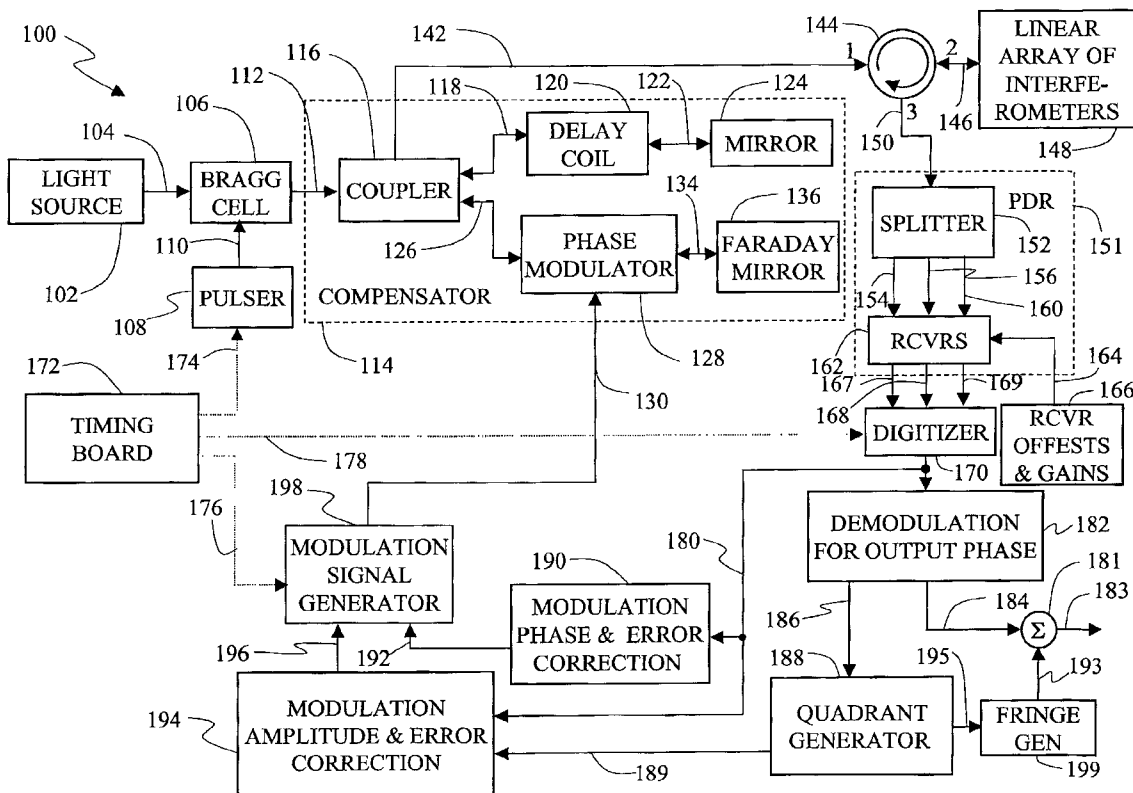 100
116
142
144
1
2
3
LINEAR
ARRAY OF
INTERFE-
ROMETERS
146
148
150
106
112
118
120
122
124
104
LIGHT
SOURCE
102
BRAGG
CELL
110
COUPLER
DELAY
COIL
MIRROR
126
134
136
PHASE
MODULATOR
FARADAY
MIRROR
COMPENSATOR
114
128
130
PULSER
108
174
PDR
151
SPLITTER
152
154
156
160
RCVRS
162
164
167
168
169
166
RCVR
OFFESTS
& GAINS
DIGITIZER
170
172
TIMING
BOARD
178
176
198
MODULATION
SIGNAL
GENERATOR
180
DEMODULATION
FOR OUTPUT PHASE
182
181
183
184
186
Σ
190
MODULATION
PHASE & ERROR
CORRECTION
192
196
193
188
195
QUADRANT
GENERATOR
FRINGE
GEN
199
194
MODULATION
AMPLITUDE & ERROR
CORRECTION
189